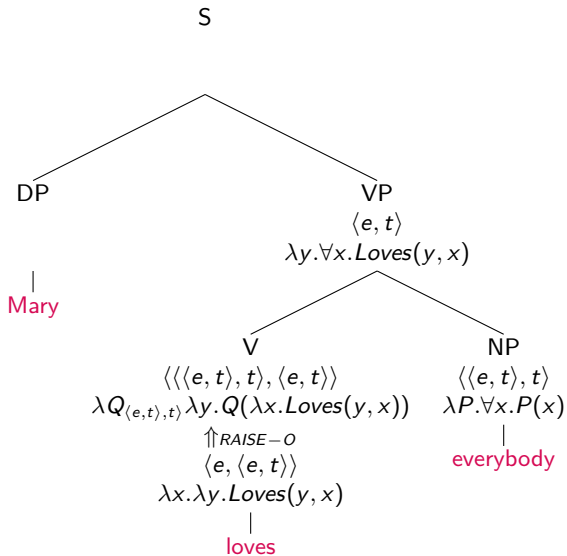 S
DP
VP
⟨e, t⟩
λy.∀x.Loves(y, x)
Mary
V
NP
⟨⟨⟨e, t⟩, t⟩, ⟨e, t⟩⟩
⟨⟨e, t⟩, t⟩
λQ⟨⟨e,t⟩,t⟩λy.Q(λx.Loves(y, x))
λP.∀x.P(x)
⇑RAISE−O
everybody
⟨e, ⟨e, t⟩⟩
λx.λy.Loves(y, x)
loves